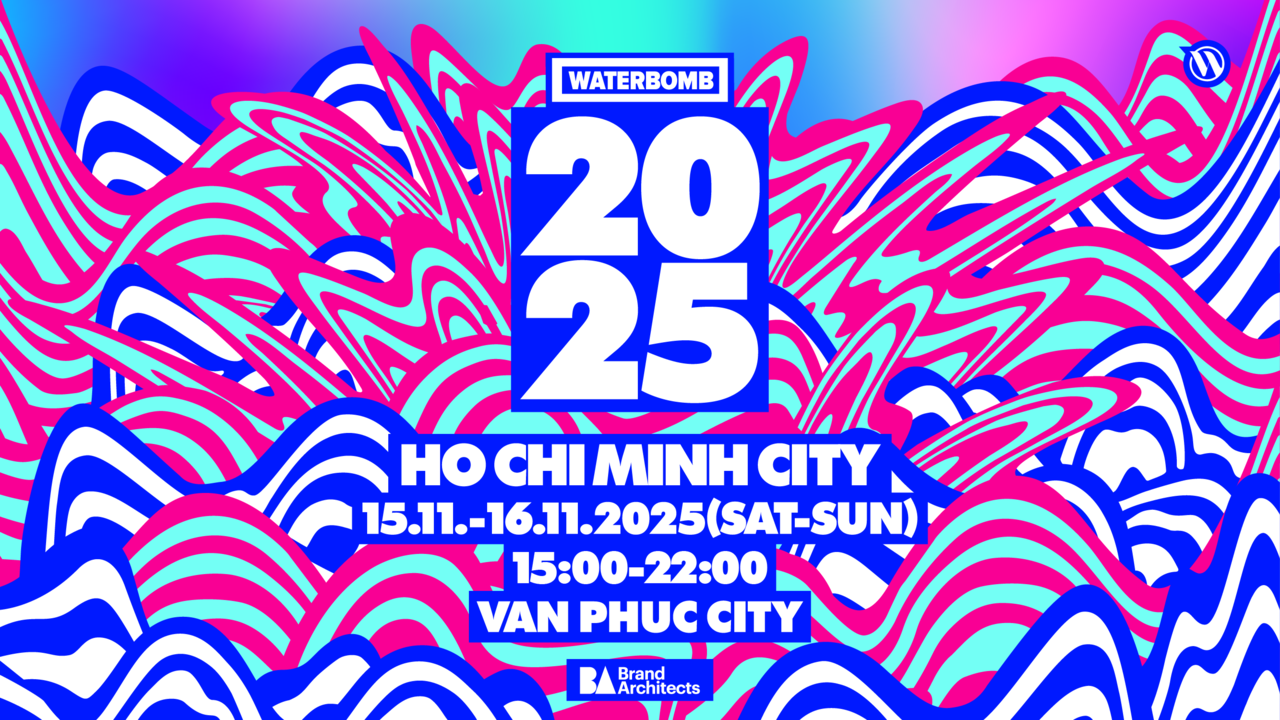 WATERBOMB
20
25
HO CHI MINH CITY
15.11.-16.11.2025(SAT-SUN)
15:00-22:00
VAN PHUC CITY
BA Brand
Architects